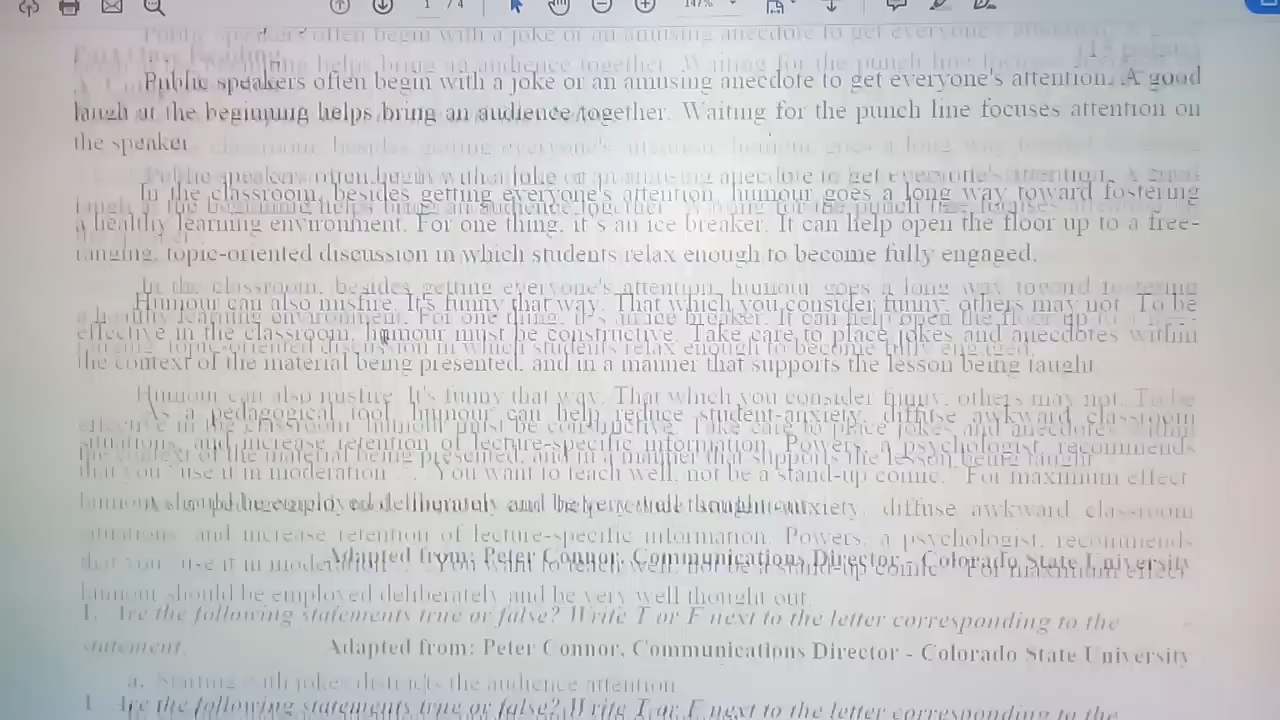 1 / 4
147%
Public speakers often begin with a joke or an amusing anecdote to get everyone's attention. A good
laugh at the beginning helps bring an audience together. Waiting for the punch line focuses attention on
the speaker
In the classroom, besides getting everyone's attention humour goes a long way toward fostering
a healthy learning environment. For one thing, it's an ice breaker. It can help open the floor up to a free-
ranging, topic-oriented discussion in which students relax enough to become fully engaged.
Humour can also misfire. It's funny that way. That which you consider funny, others may not. To be
effective in the classroom humour must be constructive. Take care to place jokes and anecdotes within
the context of the material being presented, and in a manner that supports the lesson being taught
As a pedagogical tool, humour can help reduce student-anxiety, diffuse awkward classroom
situations, and increase retention of lecture-specific information. Powers, a psychologist, recommends
that you "use it in moderation . . . "You want to teach well, not be a stand-up comic." For maximum effect
humour should be employed deliberately and be very well thought out
Adapted from: Peter Connor, Communications Director - Colorado State University
1. Are the following statements true or false? Write T or F next to the letter corresponding to the
statement.
a. Starting with jokes distracts the audience attention